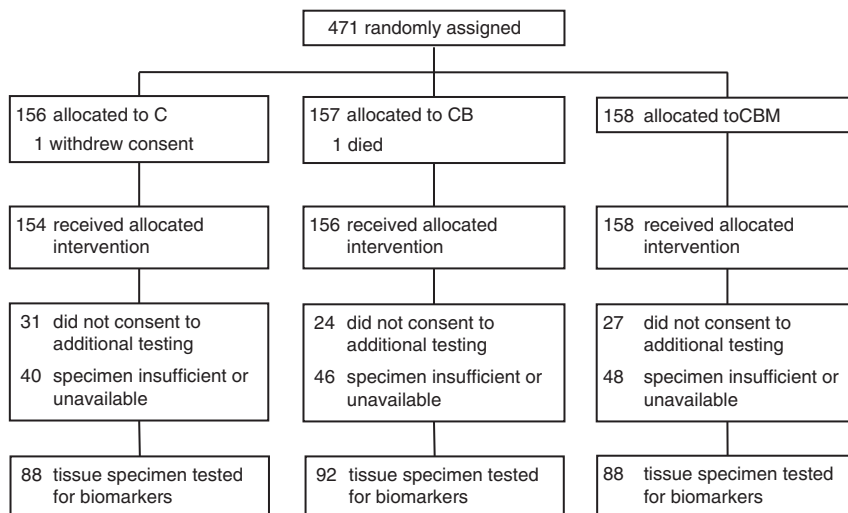 471 randomly assigned
156 allocated to C
1 withdrew consent
157 allocated to CB
1 died
158 allocated toCBM
154 received allocated
intervention
156 received allocated
intervention
158 received allocated
intervention
31 did not consent to
additional testing
40 specimen insufficient or
unavailable
24 did not consent to
additional testing
46 specimen insufficient or
unavailable
27 did not consent to
additional testing
48 specimen insufficient or
unavailable
88 tissue specimen tested
for biomarkers
92 tissue specimen tested
for biomarkers
88 tissue specimen tested
for biomarkers